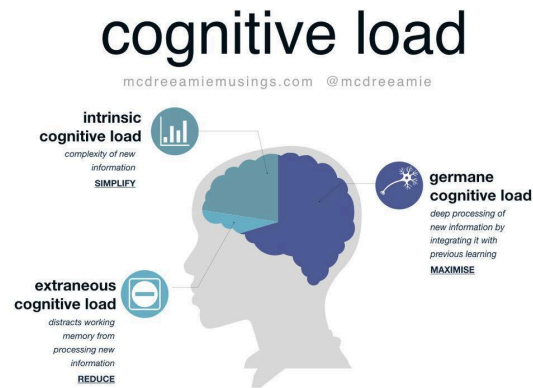 cognitive load
mcdreeamiemusings.com @mcdreeamie
intrinsic
cognitive load
complexity of new
information
SIMPLIFY
germane
cognitive load
deep processing of
new information by
integrating it with
previous learning
MAXIMISE
extraneous
cognitive load
distracts working
memory from
processing new
information
REDUCE